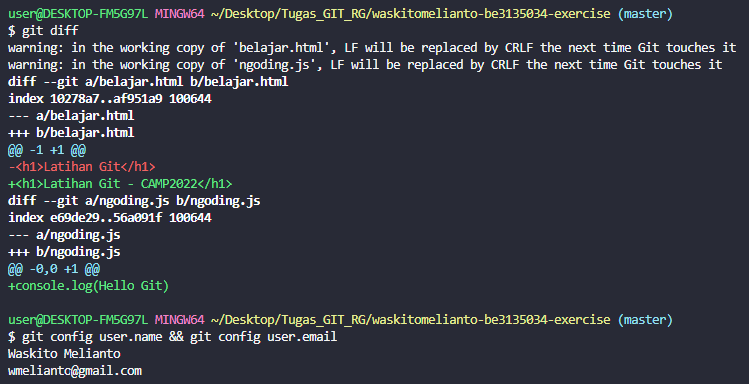 user@DESKTOP-FM5G97L MINGW64 ~/Desktop/Tugas_GIT_RG/waskitomelianto-be3135034-exercise (master)
$ git diff
warning: in the working copy of 'belajar.html', LF will be replaced by CRLF the next time Git touches it
warning: in the working copy of 'ngoding.js', LF will be replaced by CRLF the next time Git touches it
diff --git a/belajar.html b/belajar.html
index 10278a7..af951a9 100644
--- a/belajar.html
+++ b/belajar.html
@@ -1 +1 @@
-<h1>Latihan Git</h1>
+<h1>Latihan Git - CAMP2022</h1>
diff --git a/ngoding.js b/ngoding.js
index e69de29..56a091f 100644
--- a/ngoding.js
+++ b/ngoding.js
@@ -0,0 +1 @@
+console.log(Hello Git)
user@DESKTOP-FM5G97L MINGW64 ~/Desktop/Tugas_GIT_RG/waskitomelianto-be3135034-exercise (master)
$ git config user.name && git config user.email
Waskito Melianto
wmelianto@gmail.com